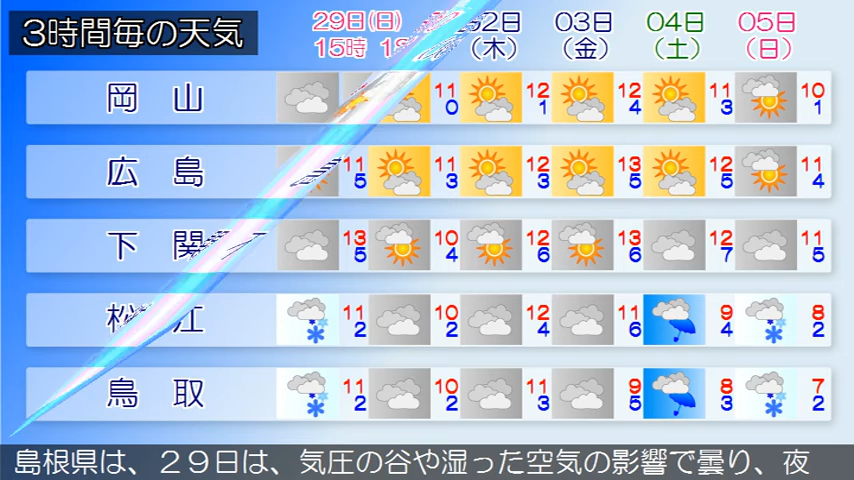 3時間毎の天気
29日(日) 02日 03日 04日 05日
15時 18 (木) (金) (土) (日)
岡山 11 0 12 1 12 4 11 3 10 1
広島 11 5 11 3 12 3 13 5 12 5 11 4
下関 13 5 10 4 12 6 13 6 12 7 11 5
松江 11 2 10 2 12 4 11 6 9 4 8 2
鳥取 11 2 10 2 11 3 9 5 8 3 7 2
島根県は、２９日は、気圧の谷や湿った空気の影響で曇り、夜